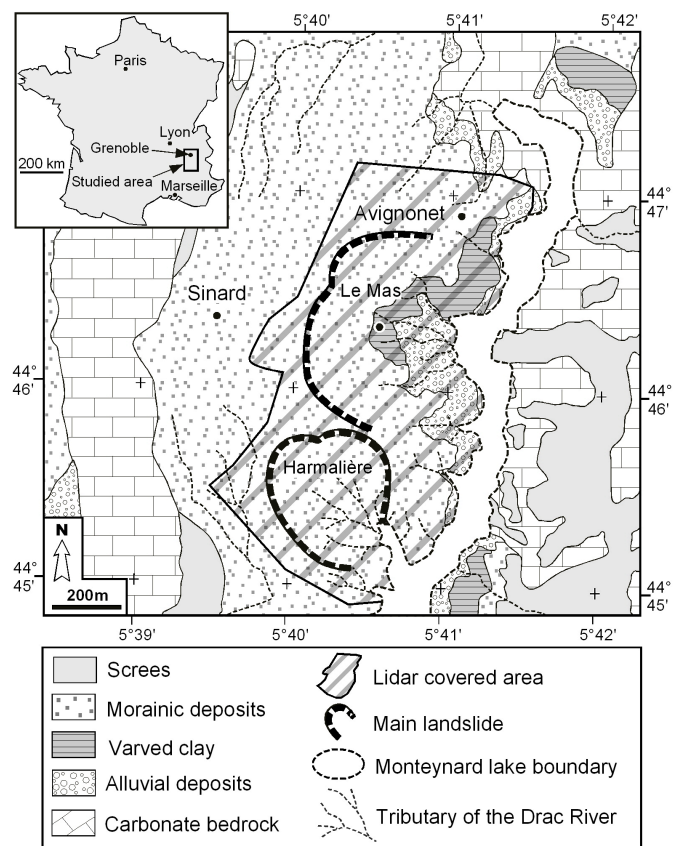 5°40' 5°41' 5°42'
Paris
Lyon
Grenoble
200 km
Studied area
Marseille
44°
47'
Avignonet
Le Mas
Sinard
44°
46'
44°
46'
Harmalière
N
200m
44°
45'
44°
45'
5°39' 5°40' 5°41' 5°42'
Screes
Morainic deposits
Varved clay
Alluvial deposits
Carbonate bedrock
Lidar covered area
Main landslide
Monteynard lake boundary
Tributary of the Drac River